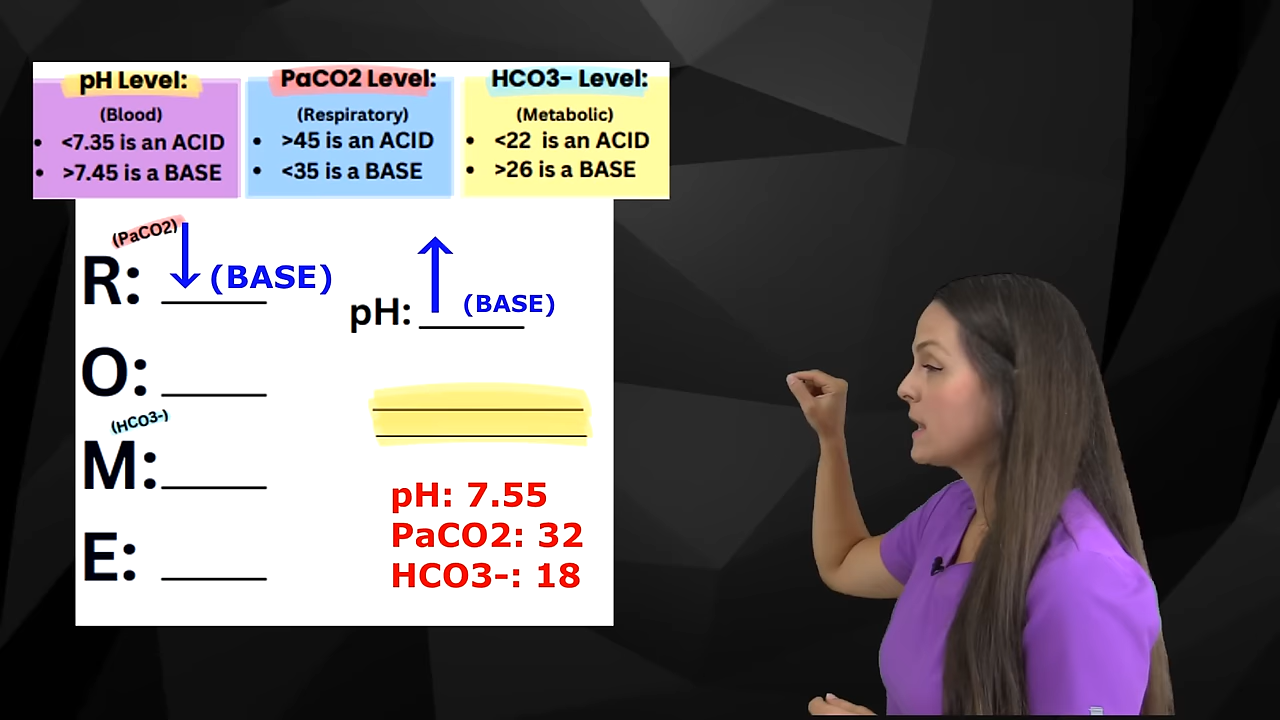 pH Level:
(Blood)
• <7.35 is an ACID
• >7.45 is a BASE
PaCO2 Level:
(Respiratory)
• >45 is an ACID
• <35 is a BASE
HCO3- Level:
(Metabolic)
• <22 is an ACID
• >26 is a BASE
(PaCO2)
R: ↓ (BASE)
pH: ↑ (BASE)
O:
(HCO3-)
M:
E:
pH: 7.55
PaCO2: 32
HCO3-: 18